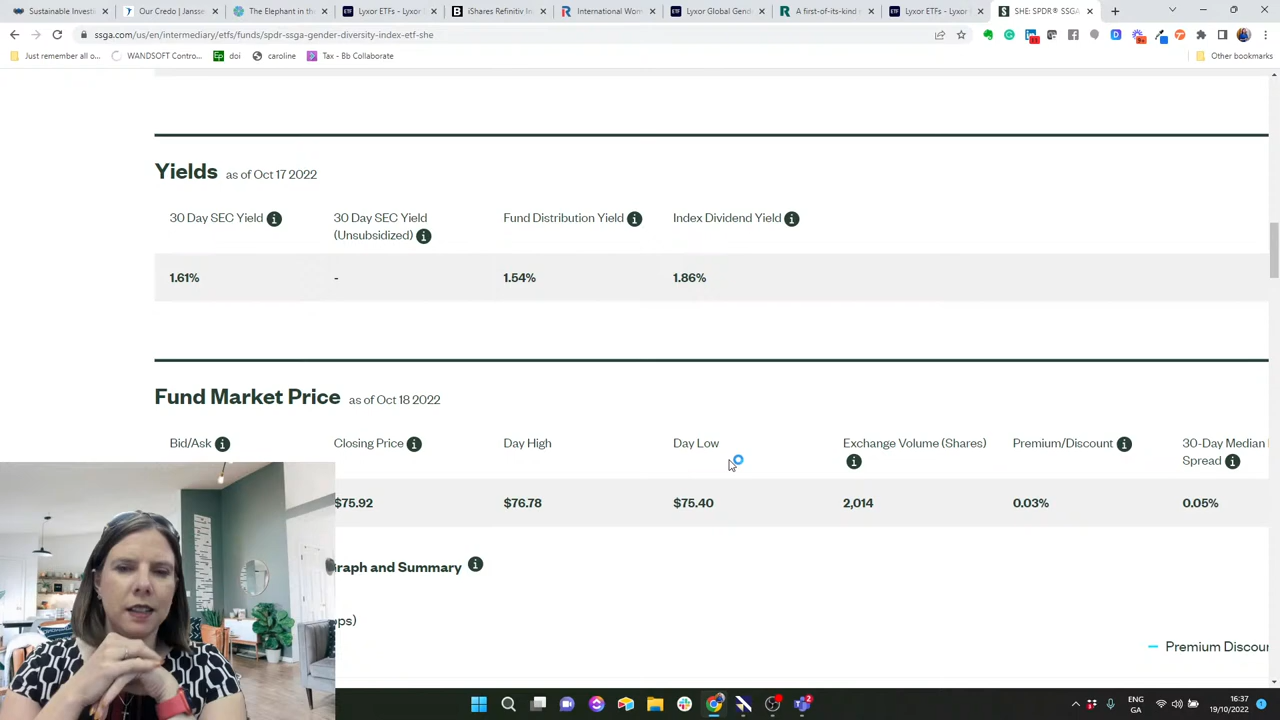 Sustainable Investi
Our Credo | Jansse
The Elephant in th
ETF Lyxor ETFs - Lyxor
B iShares Refinitiv In
R International Wom
ETF Lyxor Global Gend
R A first-of-its-kind
ETF Lyxor ETFs - Lyxor
SHE: SPDR® SSGA
ssga.com/us/en/intermediary/etfs/funds/spdr-ssga-gender-diversity-index-etf-she
Just remember all o...
WANDSOFT Contro...
doi
caroline
Tax - Bb Collaborate
Other bookmarks
Yields as of Oct 17 2022
30 Day SEC Yield
30 Day SEC Yield
(Unsubsidized)
Fund Distribution Yield
Index Dividend Yield
1.61%
-
1.54%
1.86%
Fund Market Price as of Oct 18 2022
Bid/Ask
Closing Price
Day High
Day Low
Exchange Volume (Shares)
Premium/Discount
30-Day Median
Spread
$75.92
$76.78
$75.40
2,014
0.03%
0.05%
raph and Summary
ops)
Premium Discou
ENG
GA
16:37
19/10/2022